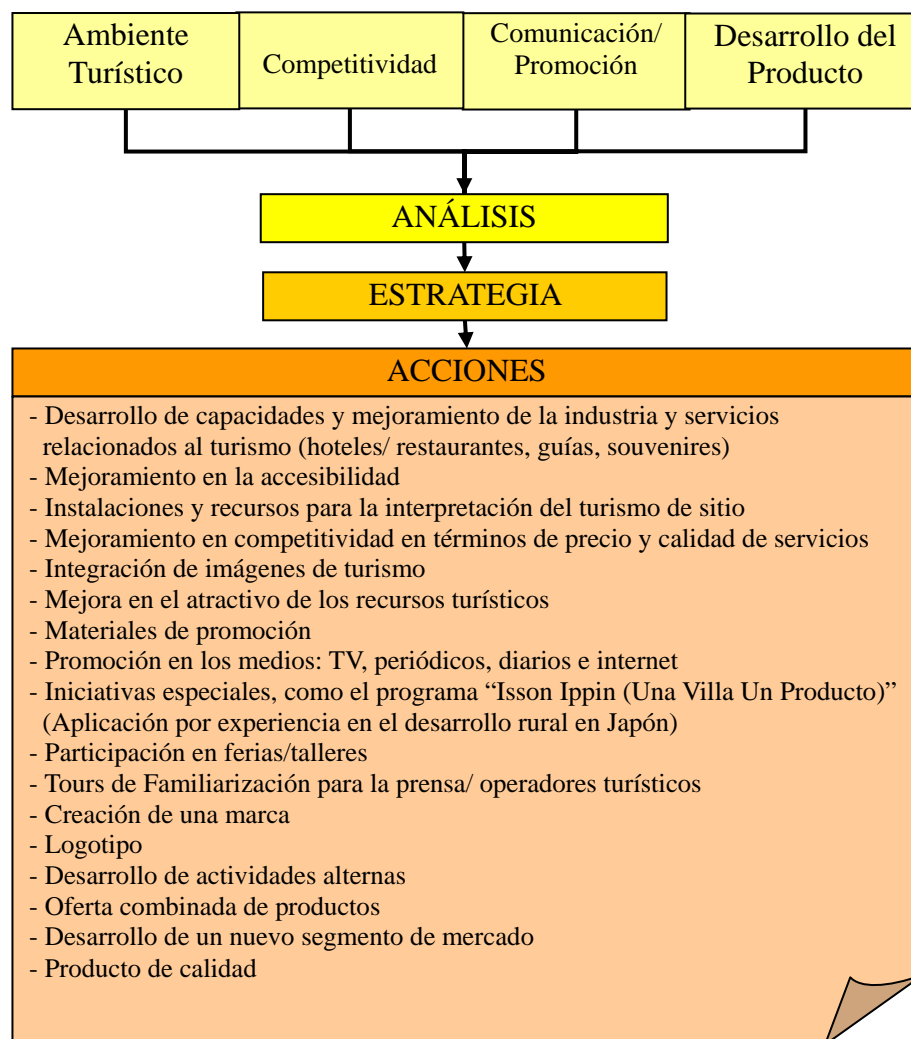 Ambiente
Turístico
Competitividad
Comunicación/
Promoción
Desarrollo del
Producto
ANÁLISIS
ESTRATEGIA
ACCIONES
- Desarrollo de capacidades y mejoramiento de la industria y servicios
relacionados al turismo (hoteles/ restaurantes, guías, souvenires)
- Mejoramiento en la accesibilidad
- Instalaciones y recursos para la interpretación del turismo de sitio
- Mejoramiento en competitividad en términos de precio y calidad de servicios
- Integración de imágenes de turismo
- Mejora en el atractivo de los recursos turísticos
- Materiales de promoción
- Promoción en los medios: TV, periódicos, diarios e internet
- Iniciativas especiales, como el programa “Isson Ippin (Una Villa Un Producto)”
(Aplicación por experiencia en el desarrollo rural en Japón)
- Participación en ferias/talleres
- Tours de Familiarización para la prensa/ operadores turísticos
- Creación de una marca
- Logotipo
- Desarrollo de actividades alternas
- Oferta combinada de productos
- Desarrollo de un nuevo segmento de mercado
- Producto de calidad